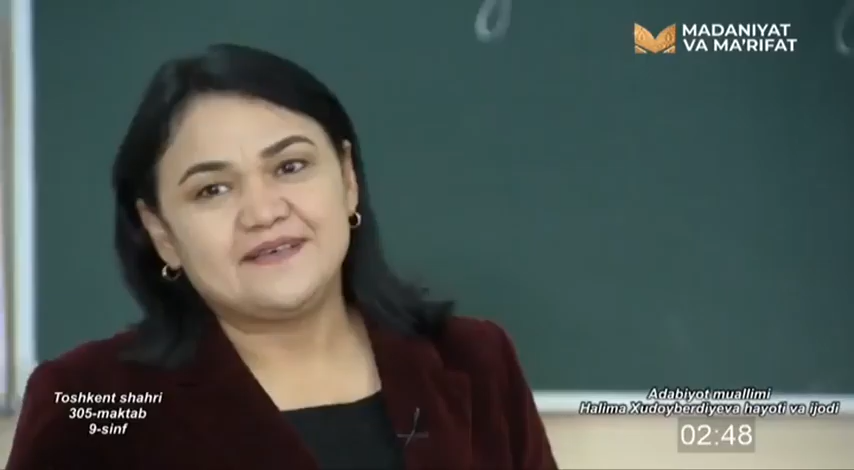 MADANIYAT
VA MA'RIFAT
Toshkent shahri
305-maktab
9-sinf
Adabiyot muallimi
Halima Xudoyberdiyeva hayoti va ijodi
02:48